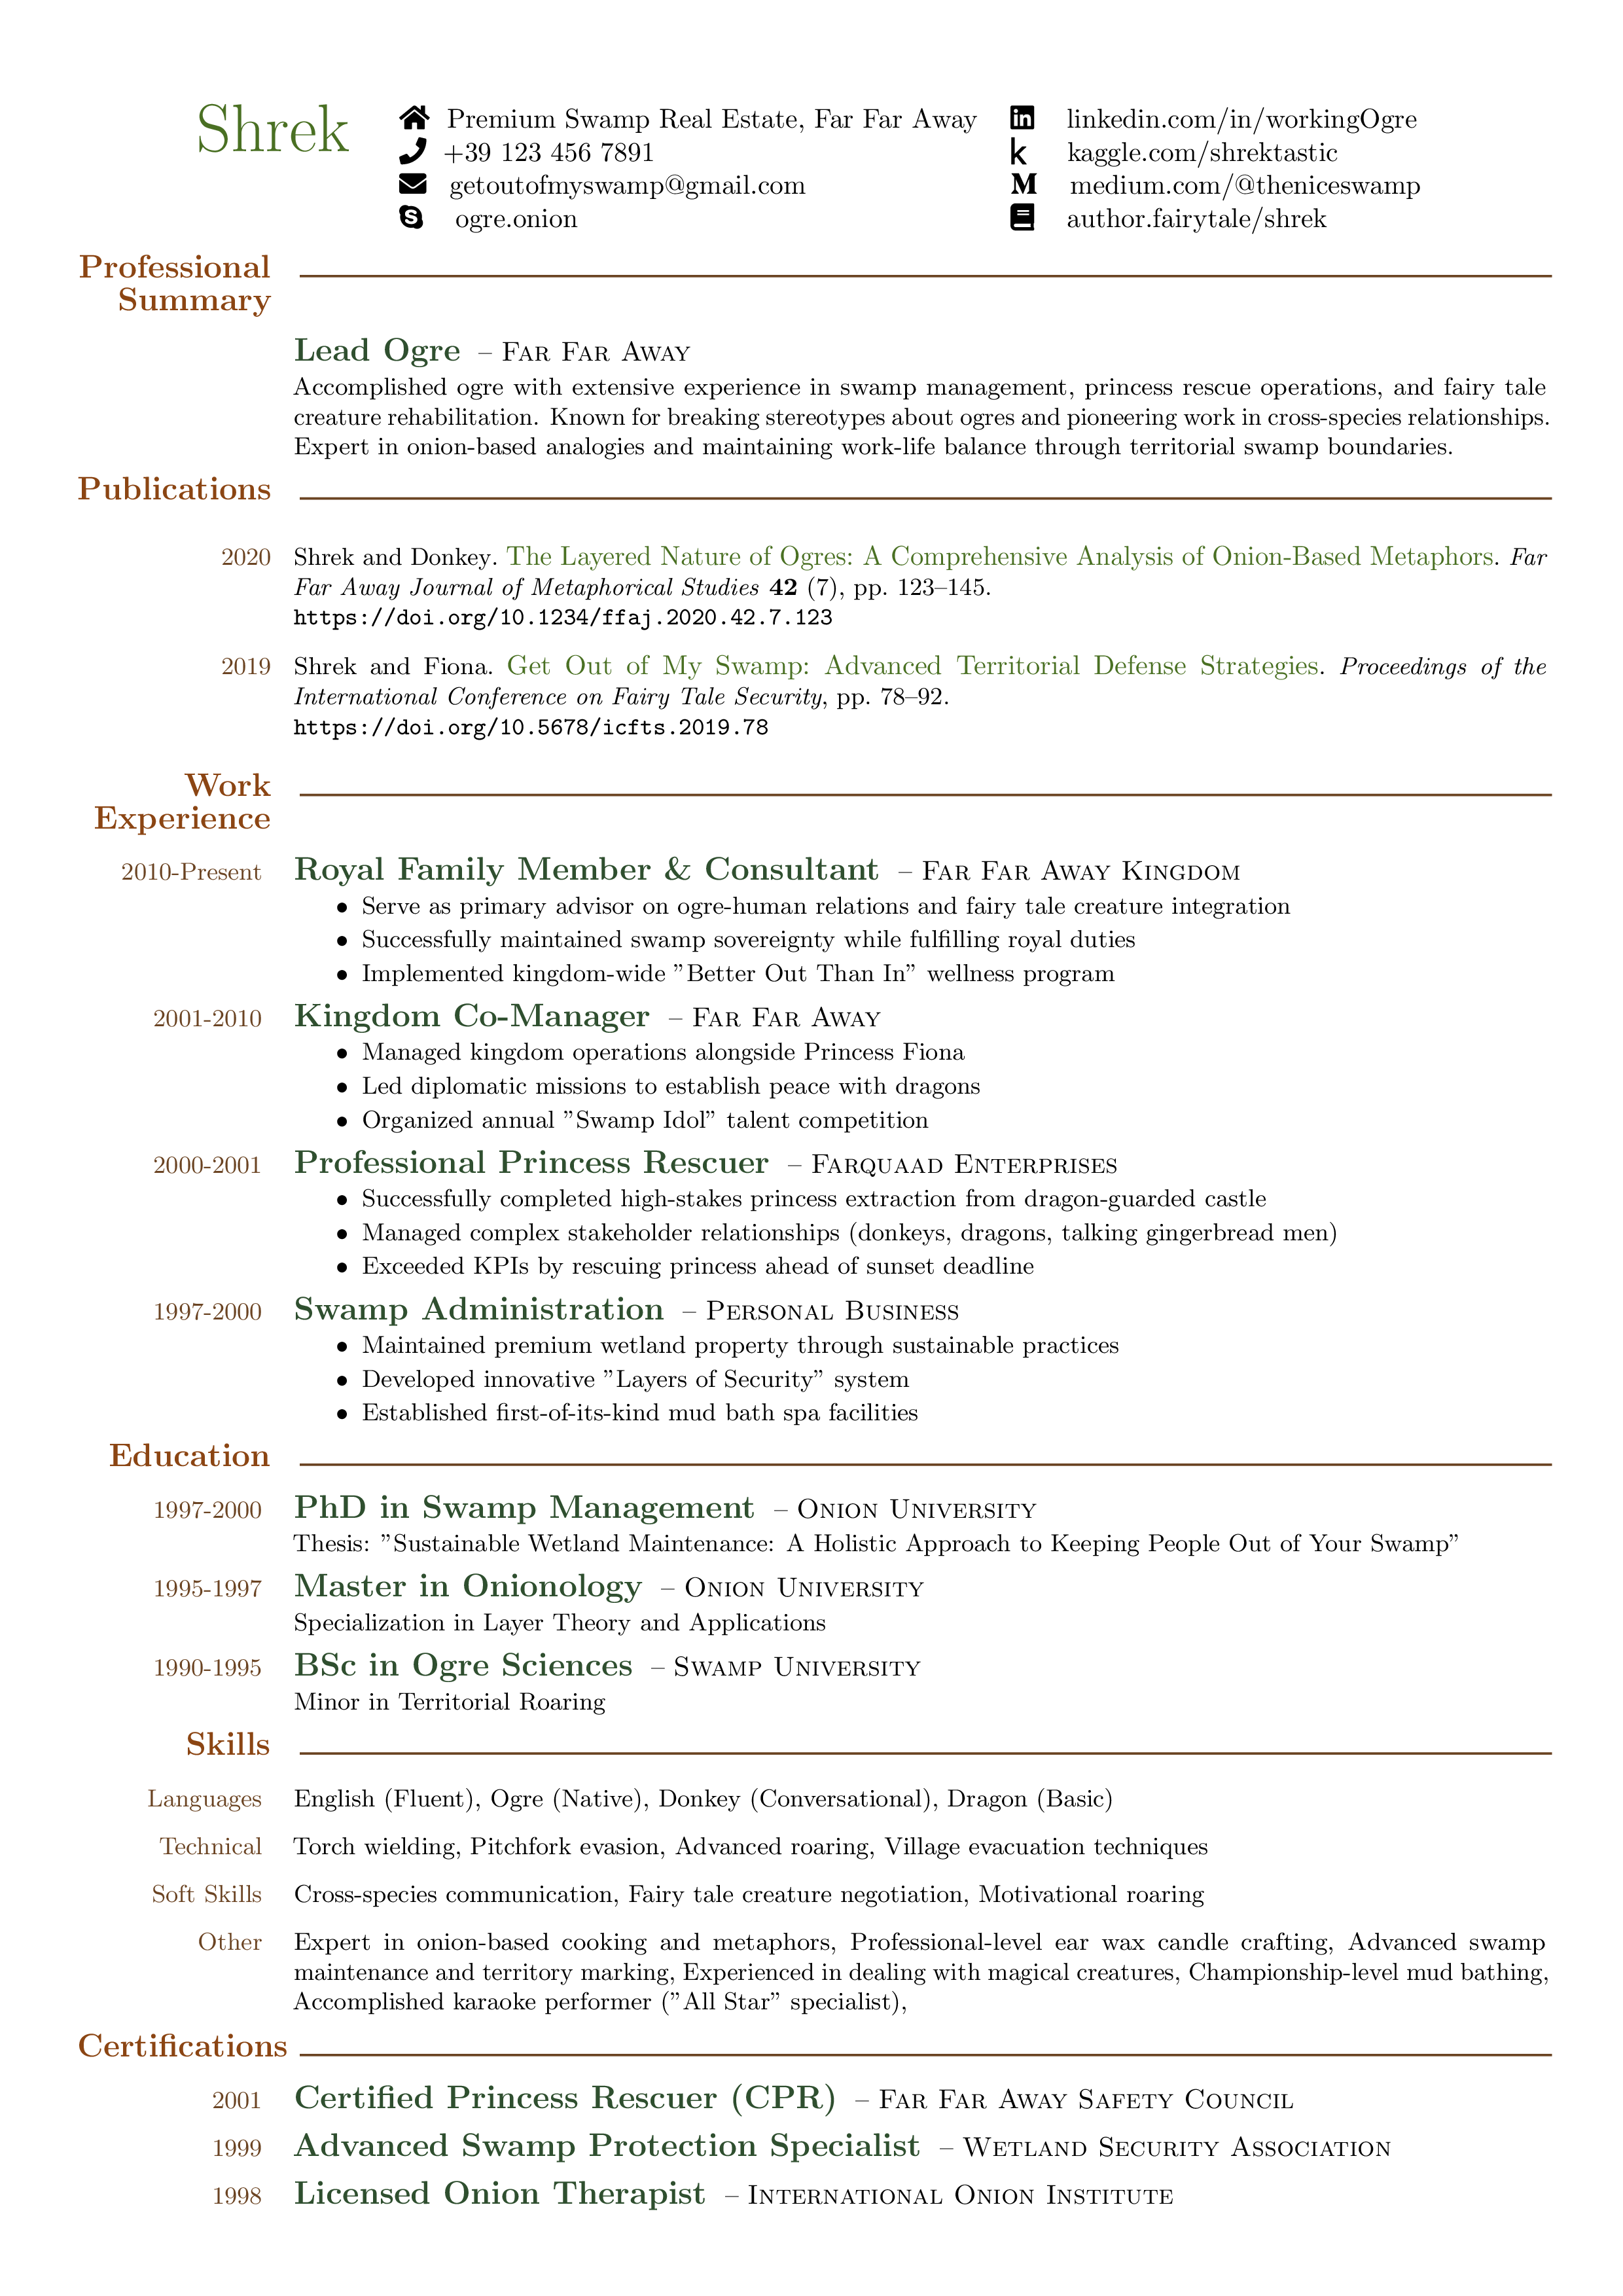 Shrek
Premium Swamp Real Estate, Far Far Away
+39 123 456 7891
getoutofmyswamp@gmail.com
ogre.onion
linkedin.com/in/workingOgre
kaggle.com/shrektastic
medium.com/@theniceswamp
author.fairytale/shrek
Professional
Summary
Lead Ogre – Far Far Away
Accomplished ogre with extensive experience in swamp management, princess rescue operations, and fairy tale
creature rehabilitation. Known for breaking stereotypes about ogres and pioneering work in cross-species relationships.
Expert in onion-based analogies and maintaining work-life balance through territorial swamp boundaries.
Publications
2020 Shrek and Donkey. The Layered Nature of Ogres: A Comprehensive Analysis of Onion-Based Metaphors. Far
Far Away Journal of Metaphorical Studies 42 (7), pp. 123–145.
https://doi.org/10.1234/ffaj.2020.42.7.123
2019 Shrek and Fiona. Get Out of My Swamp: Advanced Territorial Defense Strategies. Proceedings of the
International Conference on Fairy Tale Security, pp. 78–92.
https://doi.org/10.5678/icfts.2019.78
Work
Experience
2010-Present Royal Family Member & Consultant – Far Far Away Kingdom
• Serve as primary advisor on ogre-human relations and fairy tale creature integration
• Successfully maintained swamp sovereignty while fulfilling royal duties
• Implemented kingdom-wide ”Better Out Than In” wellness program
2001-2010 Kingdom Co-Manager – Far Far Away
• Managed kingdom operations alongside Princess Fiona
• Led diplomatic missions to establish peace with dragons
• Organized annual ”Swamp Idol” talent competition
2000-2001 Professional Princess Rescuer – Farquaad Enterprises
• Successfully completed high-stakes princess extraction from dragon-guarded castle
• Managed complex stakeholder relationships (donkeys, dragons, talking gingerbread men)
• Exceeded KPIs by rescuing princess ahead of sunset deadline
1997-2000 Swamp Administration – Personal Business
• Maintained premium wetland property through sustainable practices
• Developed innovative ”Layers of Security” system
• Established first-of-its-kind mud bath spa facilities
Education
1997-2000 PhD in Swamp Management – Onion University
Thesis: ”Sustainable Wetland Maintenance: A Holistic Approach to Keeping People Out of Your Swamp”
1995-1997 Master in Onionology – Onion University
Specialization in Layer Theory and Applications
1990-1995 BSc in Ogre Sciences – Swamp University
Minor in Territorial Roaring
Skills
Languages English (Fluent), Ogre (Native), Donkey (Conversational), Dragon (Basic)
Technical Torch wielding, Pitchfork evasion, Advanced roaring, Village evacuation techniques
Soft Skills Cross-species communication, Fairy tale creature negotiation, Motivational roaring
Other Expert in onion-based cooking and metaphors, Professional-level ear wax candle crafting, Advanced swamp
maintenance and territory marking, Experienced in dealing with magical creatures, Championship-level mud bathing,
Accomplished karaoke performer (”All Star” specialist),
Certifications
2001 Certified Princess Rescuer (CPR) – Far Far Away Safety Council
1999 Advanced Swamp Protection Specialist – Wetland Security Association
1998 Licensed Onion Therapist – International Onion Institute